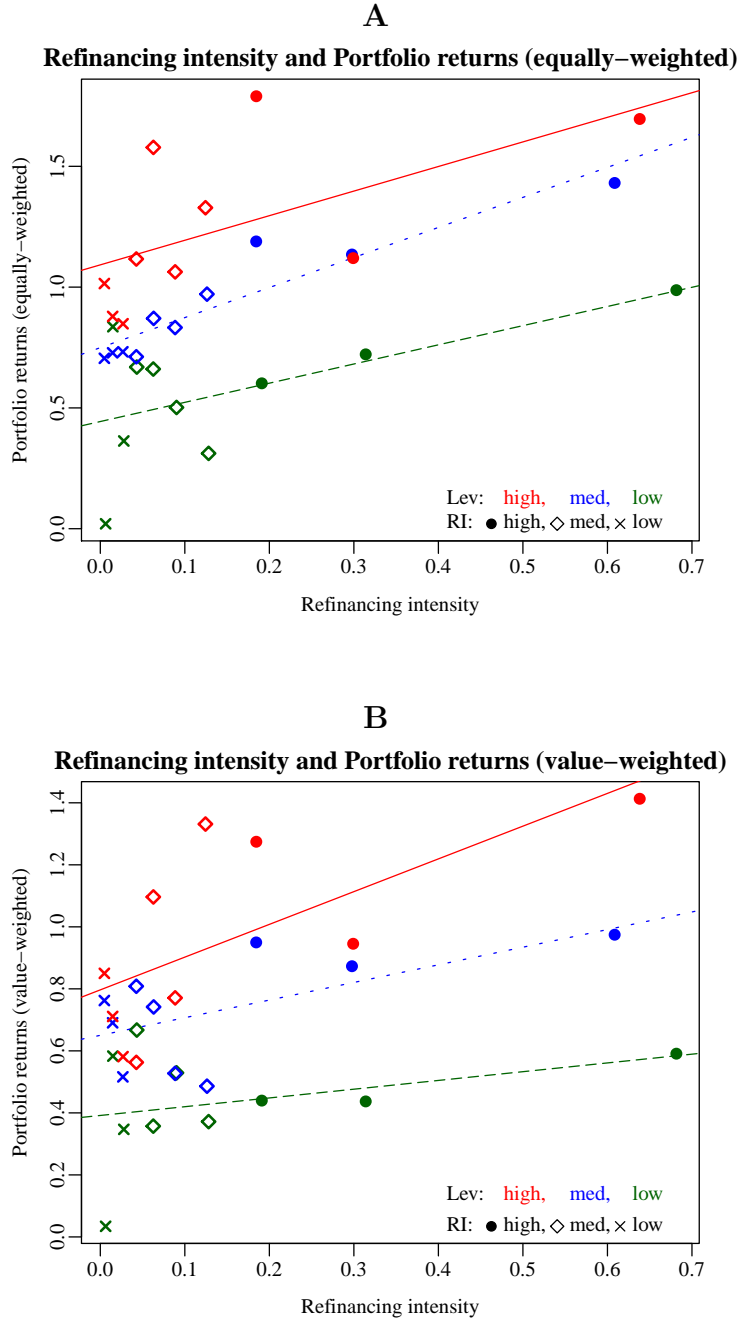 A
Refinancing intensity and Portfolio returns (equally−weighted)
Portfolio returns (equally−weighted)
1.5
1.0
0.5
0.0
Lev: high, med, low
RI: high, med, low
0.0 0.1 0.2 0.3 0.4 0.5 0.6 0.7
Refinancing intensity
B
Refinancing intensity and Portfolio returns (value−weighted)
Portfolio returns (value−weighted)
1.4
1.2
1.0
0.8
0.6
0.4
0.2
0.0
Lev: high, med, low
RI: high, med, low
0.0 0.1 0.2 0.3 0.4 0.5 0.6 0.7
Refinancing intensity